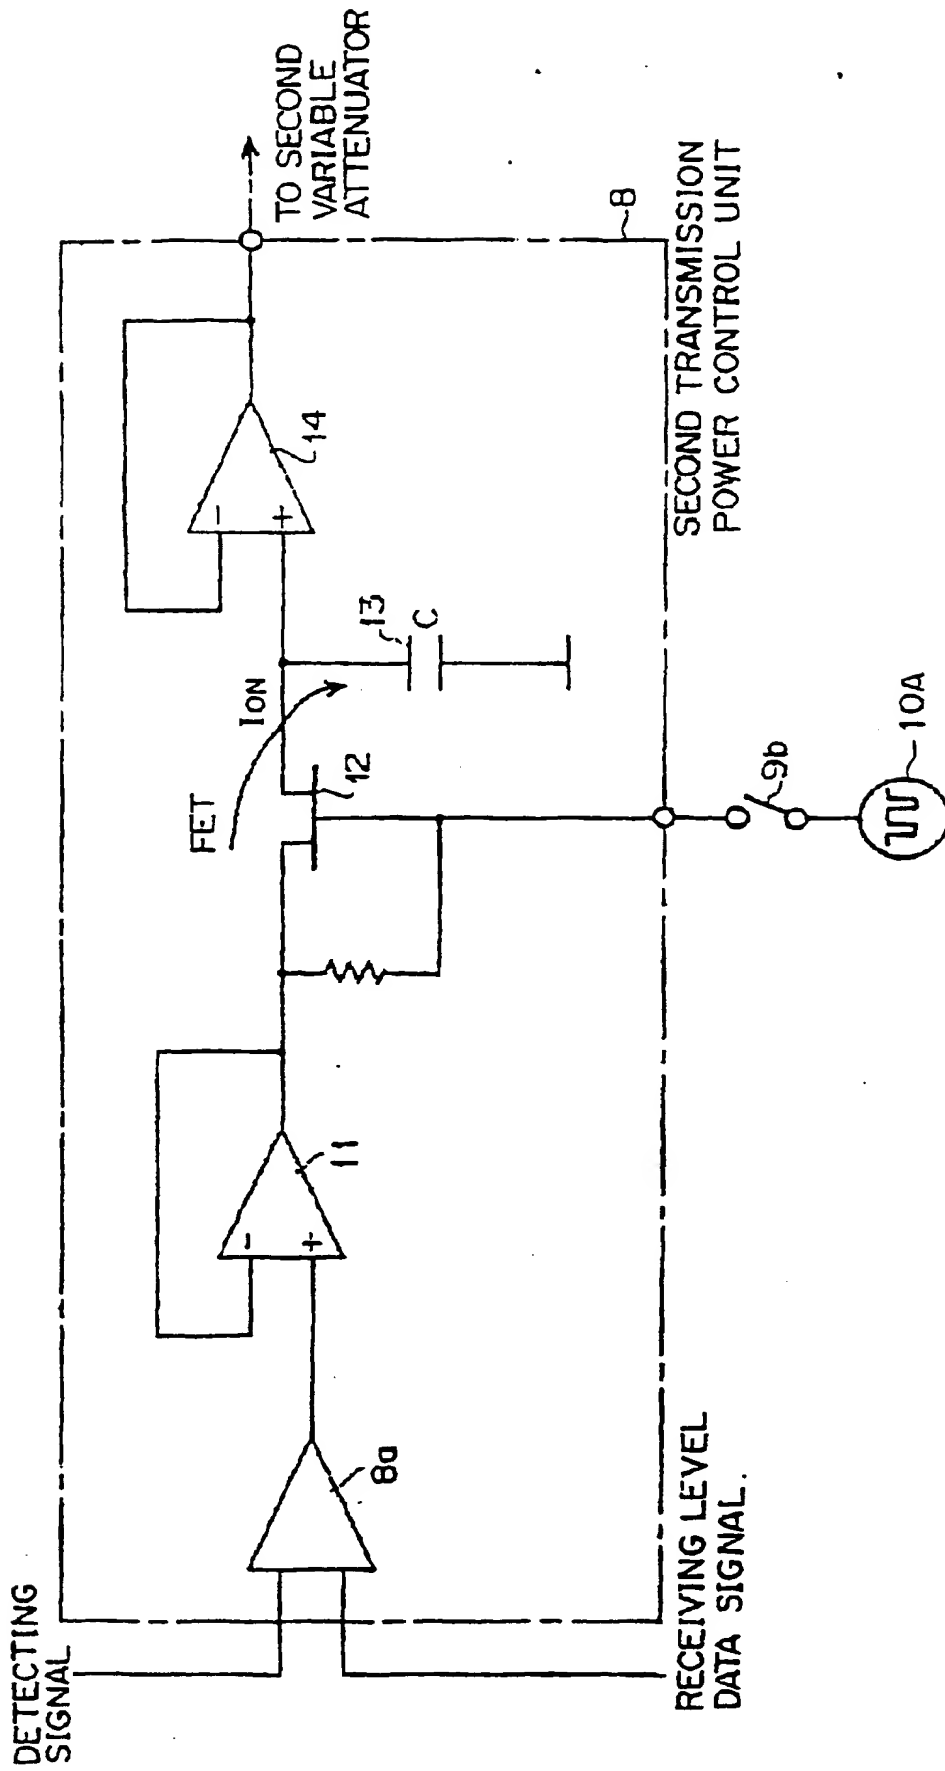 DETECTING
SIGNAL
RECEIVING LEVEL
DATA SIGNAL.
8a
-
+
11
FET
ION
12
13
C
-
+
14
TO SECOND
VARIABLE
ATTENUATOR
8
SECOND TRANSMISSION
POWER CONTROL UNIT
9b
10A